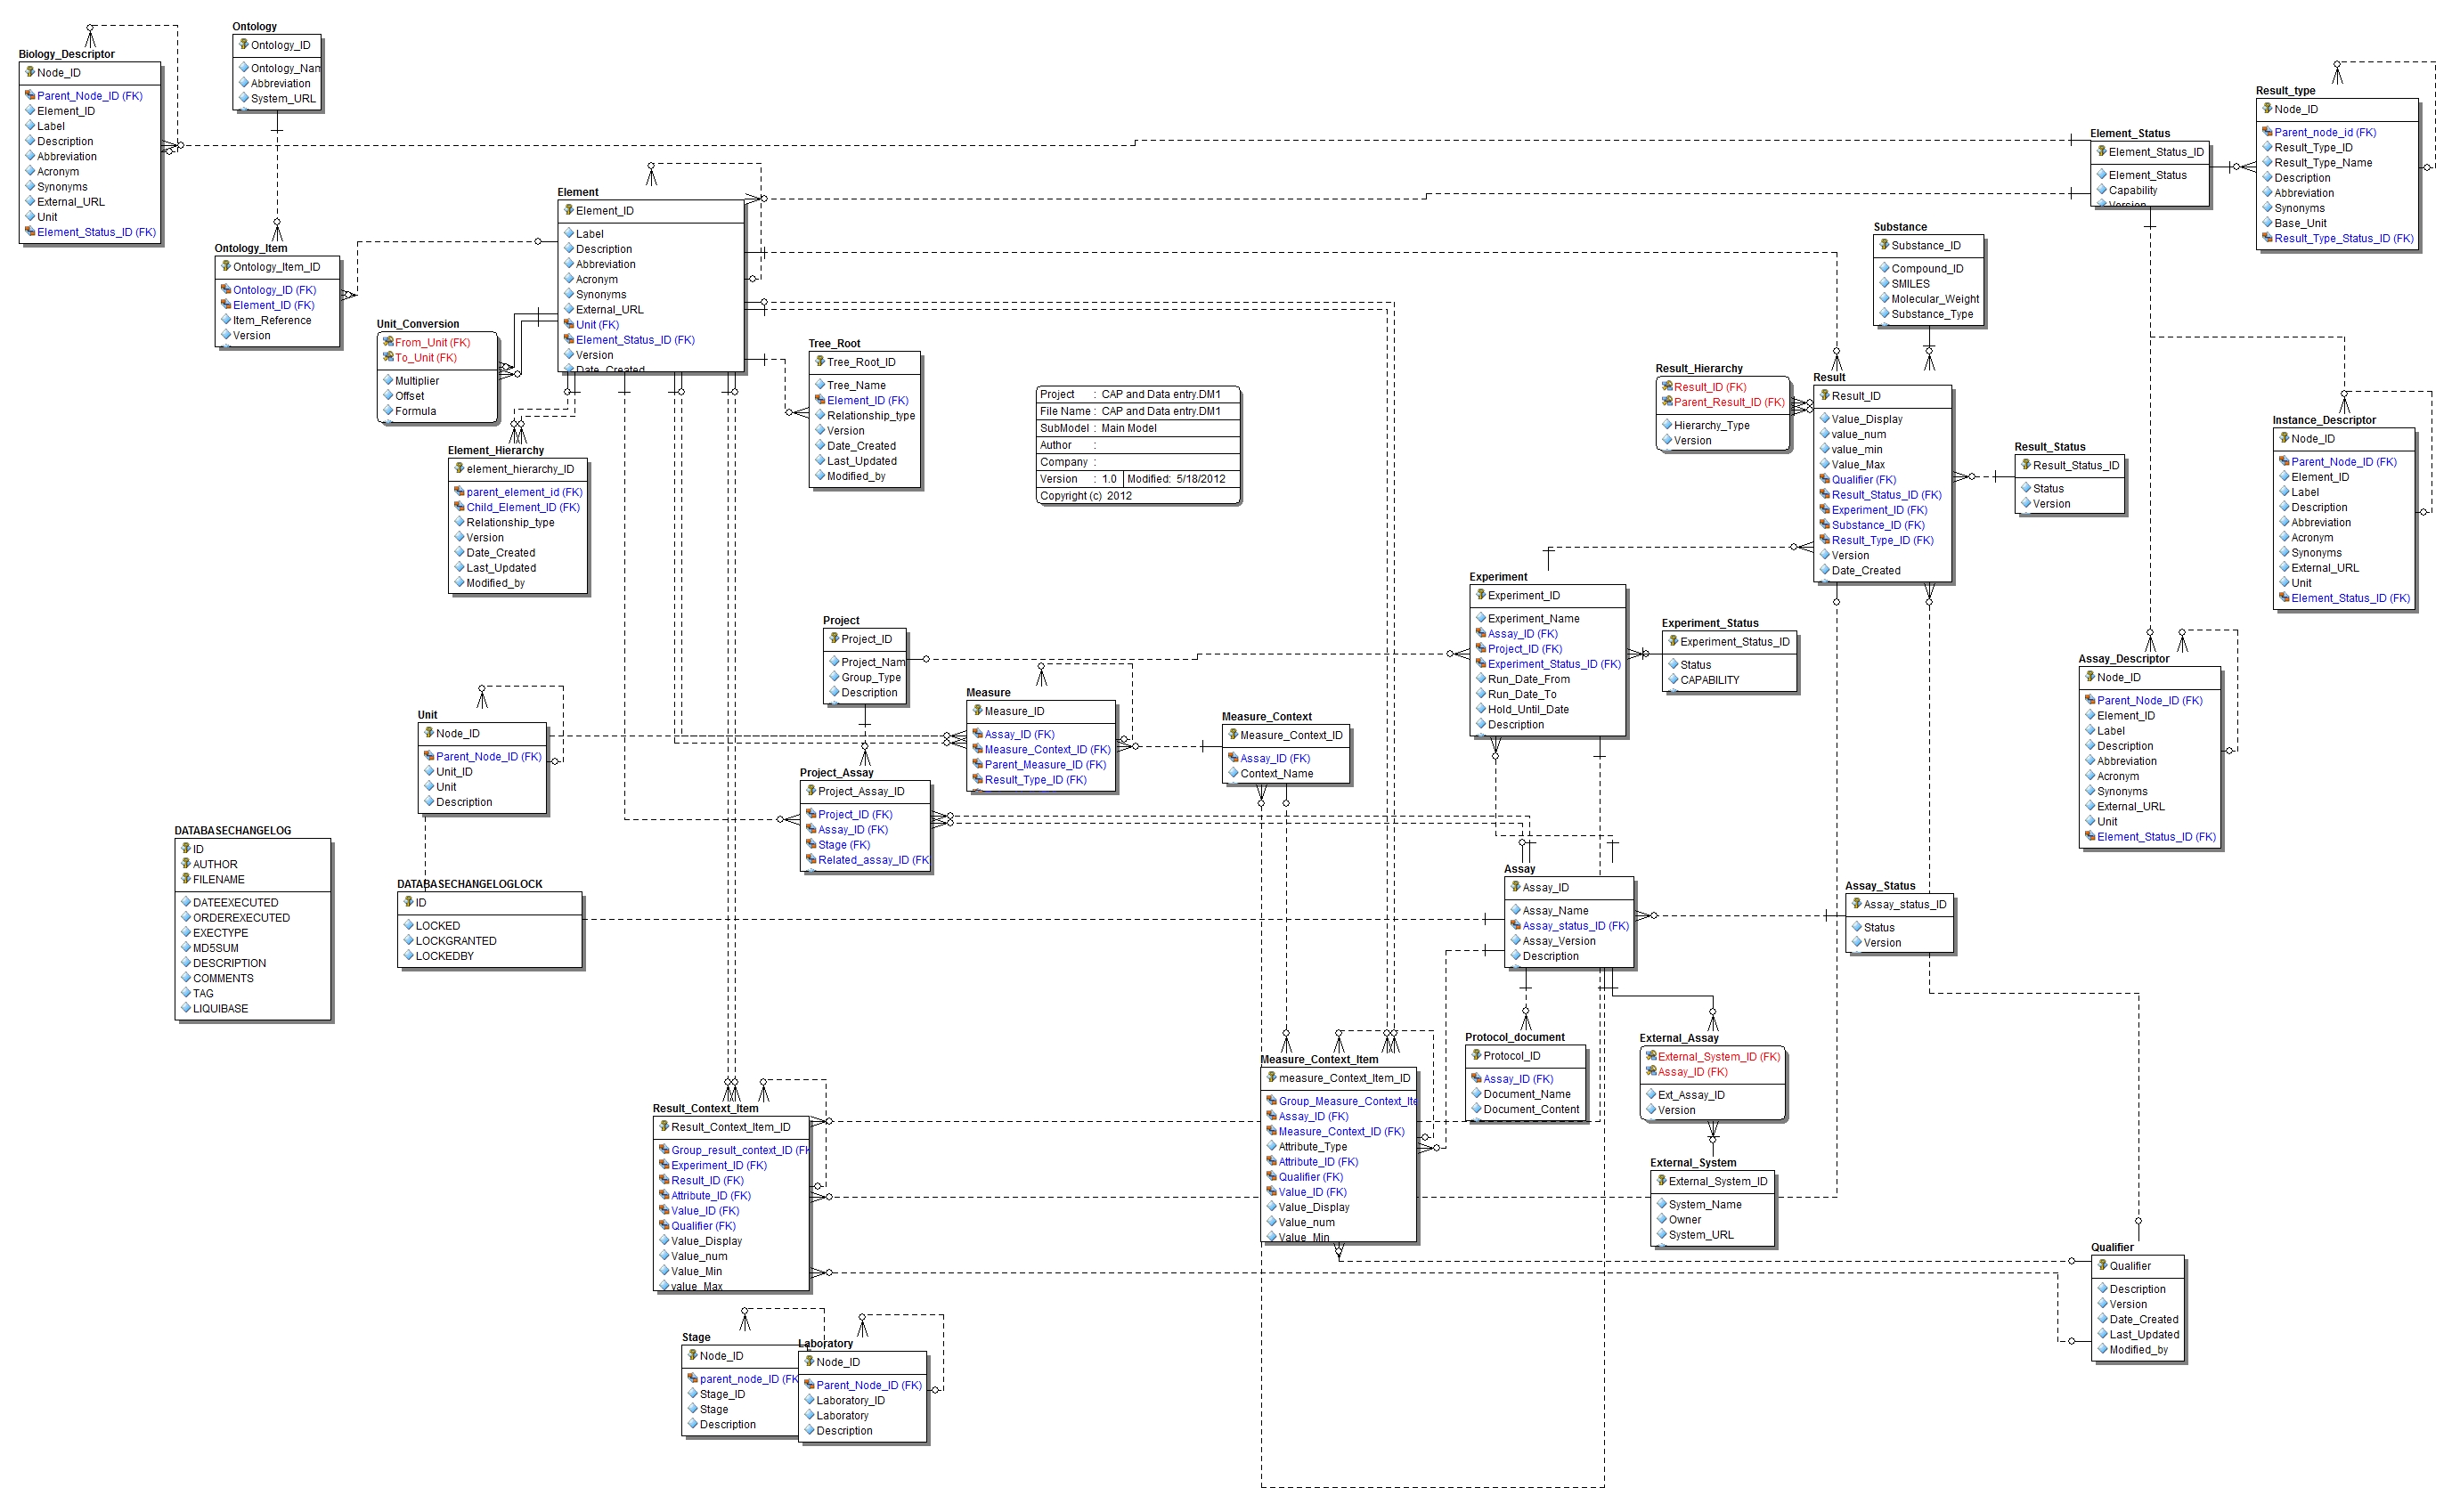 Biology_Descriptor
Node_ID
Parent_Node_ID (FK)
Element_ID
Label
Description
Abbreviation
Acronym
Synonyms
External_URL
Unit
Element_Status_ID (FK)
Ontology
Ontology_ID
Ontology_Nam
Abbreviation
System_URL
Ontology_Item
Ontology_Item_ID
Ontology_ID (FK)
Element_ID (FK)
Item_Reference
Version
Element
Element_ID
Label
Description
Abbreviation
Acronym
Synonyms
External_URL
Unit (FK)
Element_Status_ID (FK)
Version
Date_Created
Unit_Conversion
From_Unit (FK)
To_Unit (FK)
Multiplier
Offset
Formula
Element_Hierarchy
element_hierarchy_ID
parent_element_id (FK)
Child_Element_ID (FK)
Relationship_type
Version
Date_Created
Last_Updated
Modified_by
Tree_Root
Tree_Root_ID
Tree_Name
Element_ID (FK)
Relationship_type
Version
Date_Created
Last_Updated
Modified_by
Project : CAP and Data entry.DM1
File Name : CAP and Data entry.DM1
SubModel : Main Model
Author :
Company :
Version : 1.0 Modified: 5/18/2012
Copyright (c) 2012
Element_Status
Element_Status_ID
Element_Status
Capability
Version
Result_type
Node_ID
Parent_node_id (FK)
Result_Type_ID
Result_Type_Name
Description
Abbreviation
Synonyms
Base_Unit
Result_Type_Status_ID (FK)
Substance
Substance_ID
Compound_ID
SMILES
Molecular_Weight
Substance_Type
Result_Hierarchy
Result_ID (FK)
Parent_Result_ID (FK)
Hierarchy_Type
Version
Result
Result_ID
Value_Display
value_num
value_min
Value_Max
Qualifier (FK)
Result_Status_ID (FK)
Experiment_ID (FK)
Substance_ID (FK)
Result_Type_ID (FK)
Version
Date_Created
Result_Status
Result_Status_ID
Status
Version
Instance_Descriptor
Node_ID
Parent_Node_ID (FK)
Element_ID
Label
Description
Abbreviation
Acronym
Synonyms
External_URL
Unit
Element_Status_ID (FK)
Experiment
Experiment_ID
Experiment_Name
Assay_ID (FK)
Project_ID (FK)
Experiment_Status_ID (FK)
Run_Date_From
Run_Date_To
Hold_Until_Date
Description
Experiment_Status
Experiment_Status_ID
Status
CAPABILITY
Project
Project_ID
Project_Nam
Group_Type
Description
Assay_Descriptor
Node_ID
Parent_Node_ID (FK)
Element_ID
Label
Description
Abbreviation
Acronym
Synonyms
External_URL
Unit
Element_Status_ID (FK)
Measure
Measure_ID
Assay_ID (FK)
Measure_Context_ID (FK)
Parent_Measure_ID (FK)
Result_Type_ID (FK)
Measure_Context
Measure_Context_ID
Assay_ID (FK)
Context_Name
Unit
Node_ID
Parent_Node_ID (FK)
Unit_ID
Unit
Description
Project_Assay
Project_Assay_ID
Project_ID (FK)
Assay_ID (FK)
Stage (FK)
Related_assay_ID (FK
DATABASECHANGELOG
ID
AUTHOR
FILENAME
DATEEXECUTED
ORDEREXECUTED
EXECTYPE
MD5SUM
DESCRIPTION
COMMENTS
TAG
LIQUIBASE
DATABASECHANGELOGLOCK
ID
LOCKED
LOCKGRANTED
LOCKEDBY
Assay
Assay_ID
Assay_Name
Assay_status_ID (FK)
Assay_Version
Description
Assay_Status
Assay_status_ID
Status
Version
Protocol_document
Protocol_ID
Assay_ID (FK)
Document_Name
Document_Content
External_Assay
External_System_ID (FK)
Assay_ID (FK)
Ext_Assay_ID
Version
Measure_Context_Item
measure_Context_Item_ID
Group_Measure_Context_Ite
Assay_ID (FK)
Measure_Context_ID (FK)
Attribute_Type
Attribute_ID (FK)
Qualifier (FK)
Value_ID (FK)
Value_Display
Value_num
Value_Min
Result_Context_Item
Result_Context_Item_ID
Group_result_context_ID (FK
Experiment_ID (FK)
Result_ID (FK)
Attribute_ID (FK)
Value_ID (FK)
Qualifier (FK)
Value_Display
Value_num
Value_Min
value_Max
External_System
External_System_ID
System_Name
Owner
System_URL
Qualifier
Qualifier
Description
Version
Date_Created
Last_Updated
Modified_by
Stage
Node_ID
parent_node_ID (FK
Stage_ID
Stage
Description
Laboratory
Node_ID
Parent_Node_ID (FK)
Laboratory_ID
Laboratory
Description